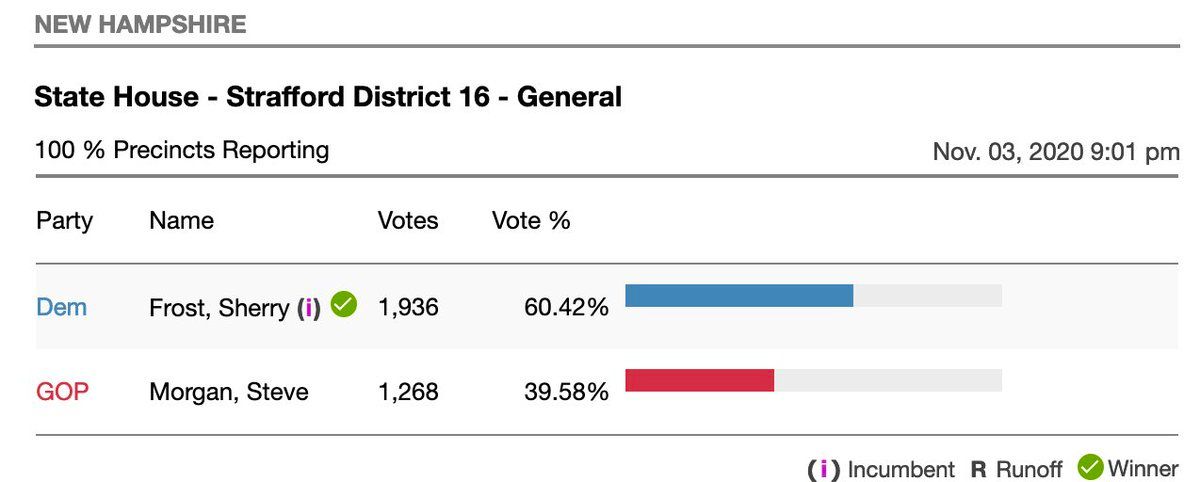 NEW HAMPSHIRE
State House - Strafford District 16 - General
100 % Precincts Reporting Nov. 03, 2020 9:01 pm
Party Name Votes Vote %
Dem Frost, Sherry (i) 1,936 60.42%
GOP Morgan, Steve 1,268 39.58%
(i) Incumbent R Runoff Winner